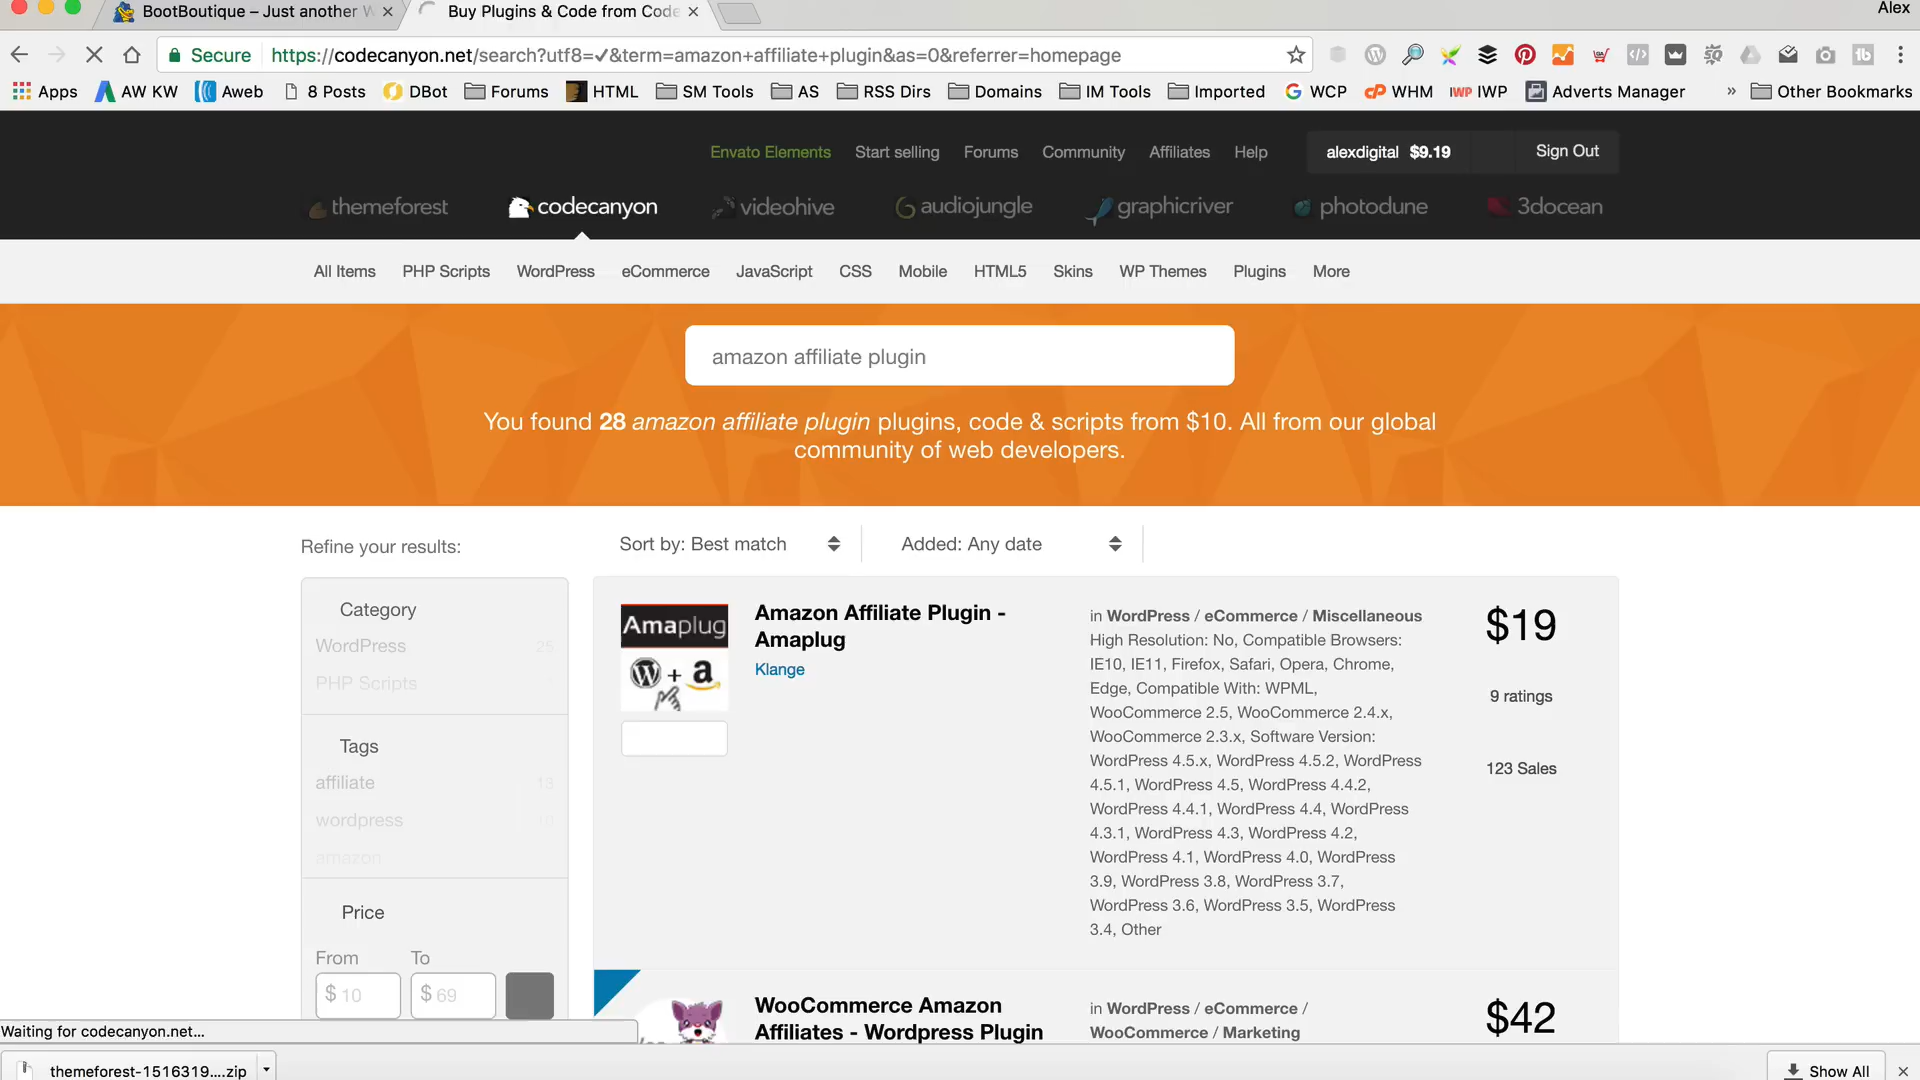 BootBoutique – Just another W
Buy Plugins & Code from Code
Alex
Secure
https://codecanyon.net/search?utf8=✓&term=amazon+affiliate+plugin&as=0&referrer=homepage
Apps AW KW Aweb 8 Posts DBot Forums HTML SM Tools AS RSS Dirs Domains IM Tools Imported WCP WHM IWP IWP Adverts Manager » Other Bookmarks
Envato Elements Start selling Forums Community Affiliates Help alexdigital $9.19 Sign Out
themeforest codecanyon videohive audiojungle graphicriver photodune 3docean
All Items PHP Scripts WordPress eCommerce JavaScript CSS Mobile HTML5 Skins WP Themes Plugins More
amazon affiliate plugin
You found 28 amazon affiliate plugin plugins, code & scripts from $10. All from our global
community of web developers.
Refine your results:
Sort by: Best match
Added: Any date
Category
WordPress 25
PHP Scripts
Tags
affiliate 13
wordpress 10
amazon
Price
From To
$ 10 $ 69
Amaplug
W + a
Amazon Affiliate Plugin -
Amaplug
Klange
in WordPress / eCommerce / Miscellaneous
High Resolution: No, Compatible Browsers:
IE10, IE11, Firefox, Safari, Opera, Chrome,
Edge, Compatible With: WPML,
WooCommerce 2.5, WooCommerce 2.4.x,
WooCommerce 2.3.x, Software Version:
WordPress 4.5.x, WordPress 4.5.2, WordPress
4.5.1, WordPress 4.5, WordPress 4.4.2,
WordPress 4.4.1, WordPress 4.4, WordPress
4.3.1, WordPress 4.3, WordPress 4.2,
WordPress 4.1, WordPress 4.0, WordPress
3.9, WordPress 3.8, WordPress 3.7,
WordPress 3.6, WordPress 3.5, WordPress
3.4, Other
$19
9 ratings
123 Sales
WooCommerce Amazon
Affiliates - Wordpress Plugin
in WordPress / eCommerce /
WooCommerce / Marketing
$42
Waiting for codecanyon.net...
themeforest-1516319....zip
Show All